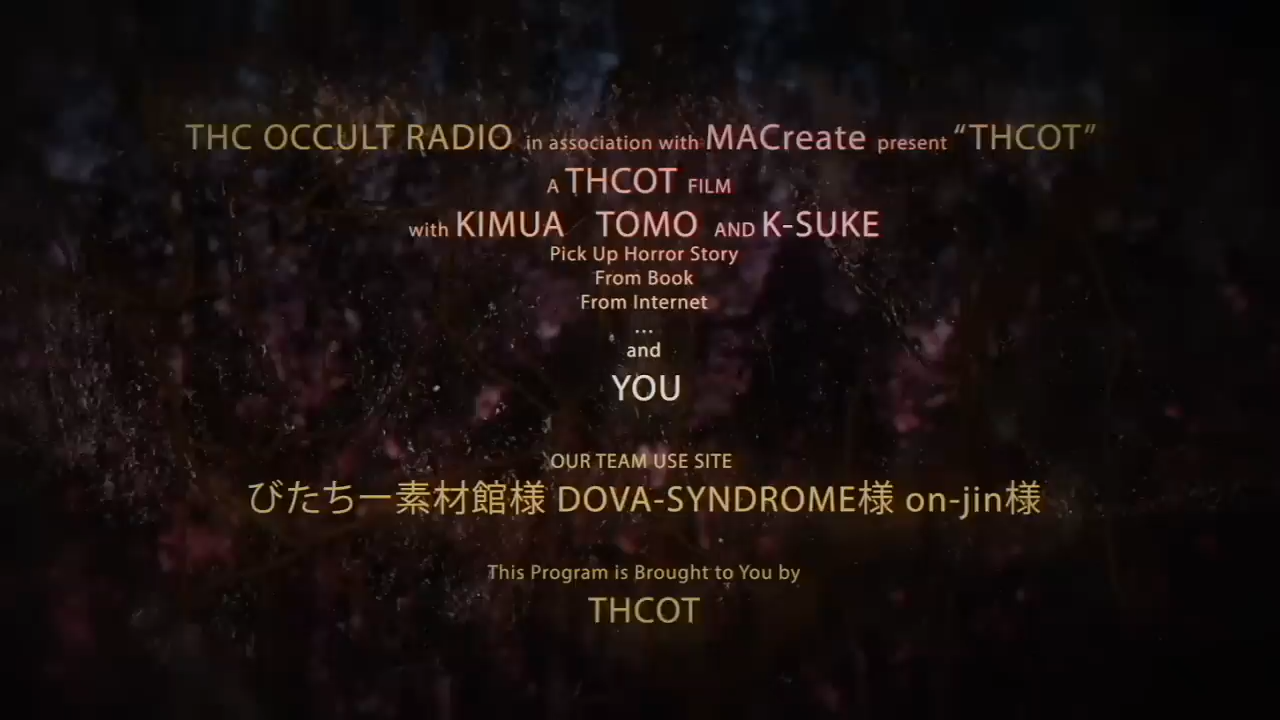 THC OCCULT RADIO in association with MACreate present “THCOT”
A THCOT FILM
with KIMUA TOMO AND K-SUKE
Pick Up Horror Story
From Book
From Internet
...
and
YOU
OUR TEAM USE SITE
びたちー素材館様 DOVA-SYNDROME様 on-jin様
This Program is Brought to You by
THCOT